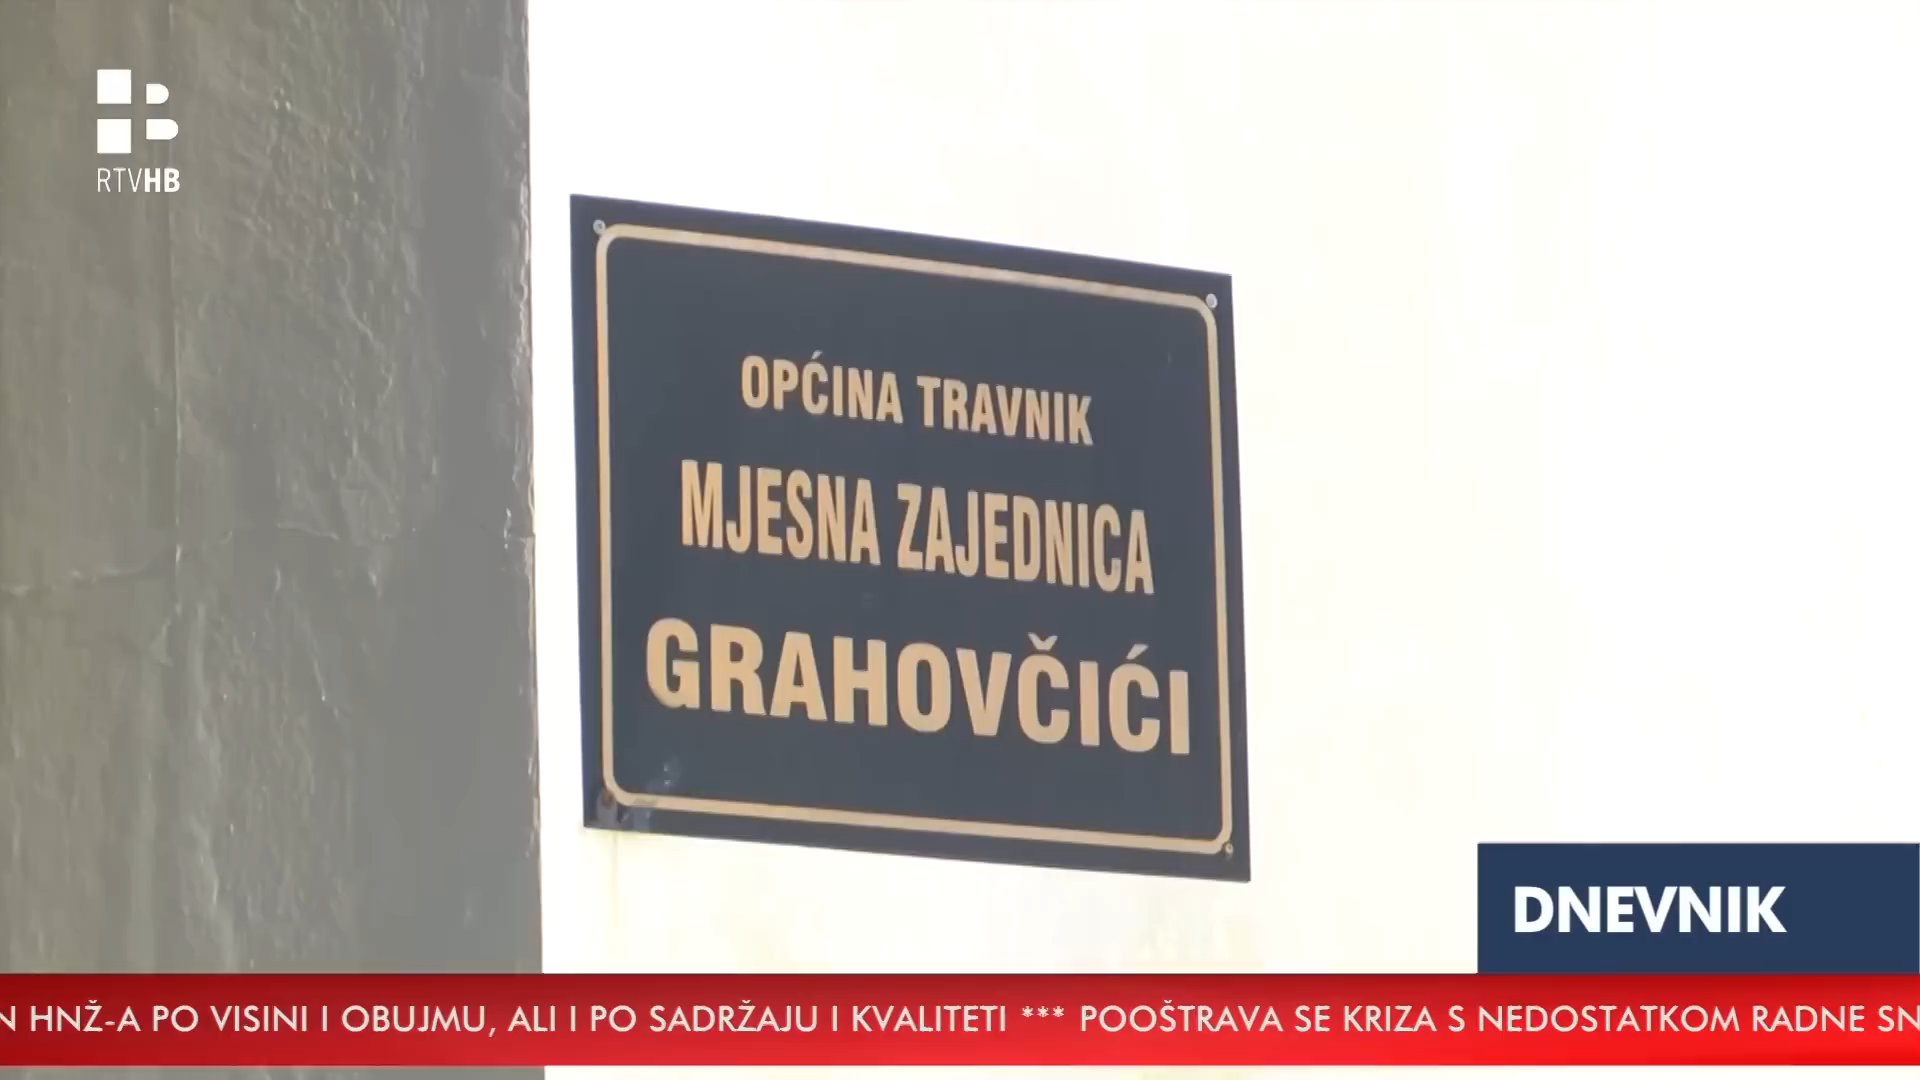 RTVHB
OPĆINA TRAVNIK
MJESNA ZAJEDNICA
GRAHOVČIĆI
DNEVNIK
HNŽ-A PO VISINI I OBUJMU, ALI I PO SADRŽAJU I KVALITETI *** POOŠTRAVA SE KRIZA S NEDOSTATKOM RADNE